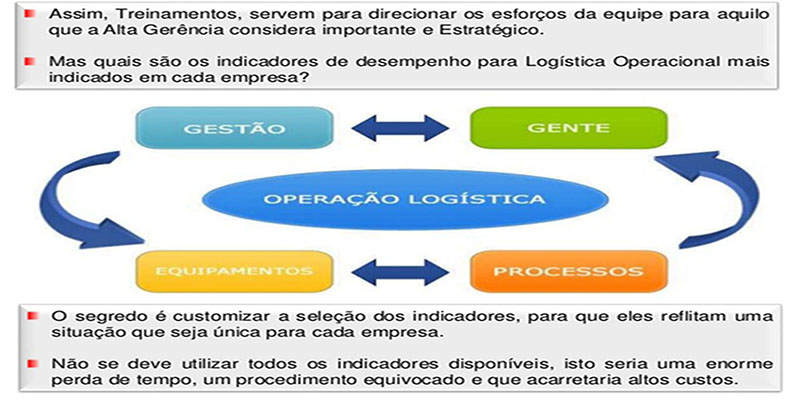 Assim, Treinamentos, servem para direcionar os esforços da equipe para aquilo
que a Alta Gerência considera importante e Estratégico.
Mas quais são os indicadores de desempenho para Logística Operacional mais
indicados em cada empresa?
GESTÃO
GENTE
OPERAÇÃO LOGÍSTICA
EQUIPAMENTOS
PROCESSOS
O segredo é customizar a seleção dos indicadores, para que eles reflitam uma
situação que seja única para cada empresa.
Não se deve utilizar todos os indicadores disponíveis, isto seria uma enorme
perda de tempo, um procedimento equivocado e que acarretaria altos custos.